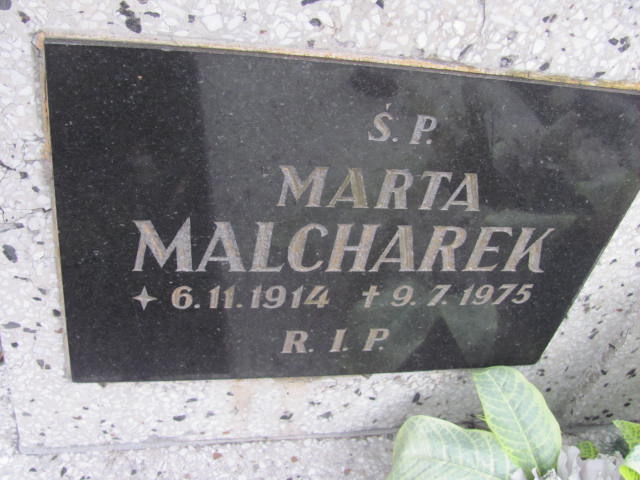 Ś.P.
MARTA
MALCHAREK
✦ 6.11.1914 ✝ 9.7.1975
R.I.P.